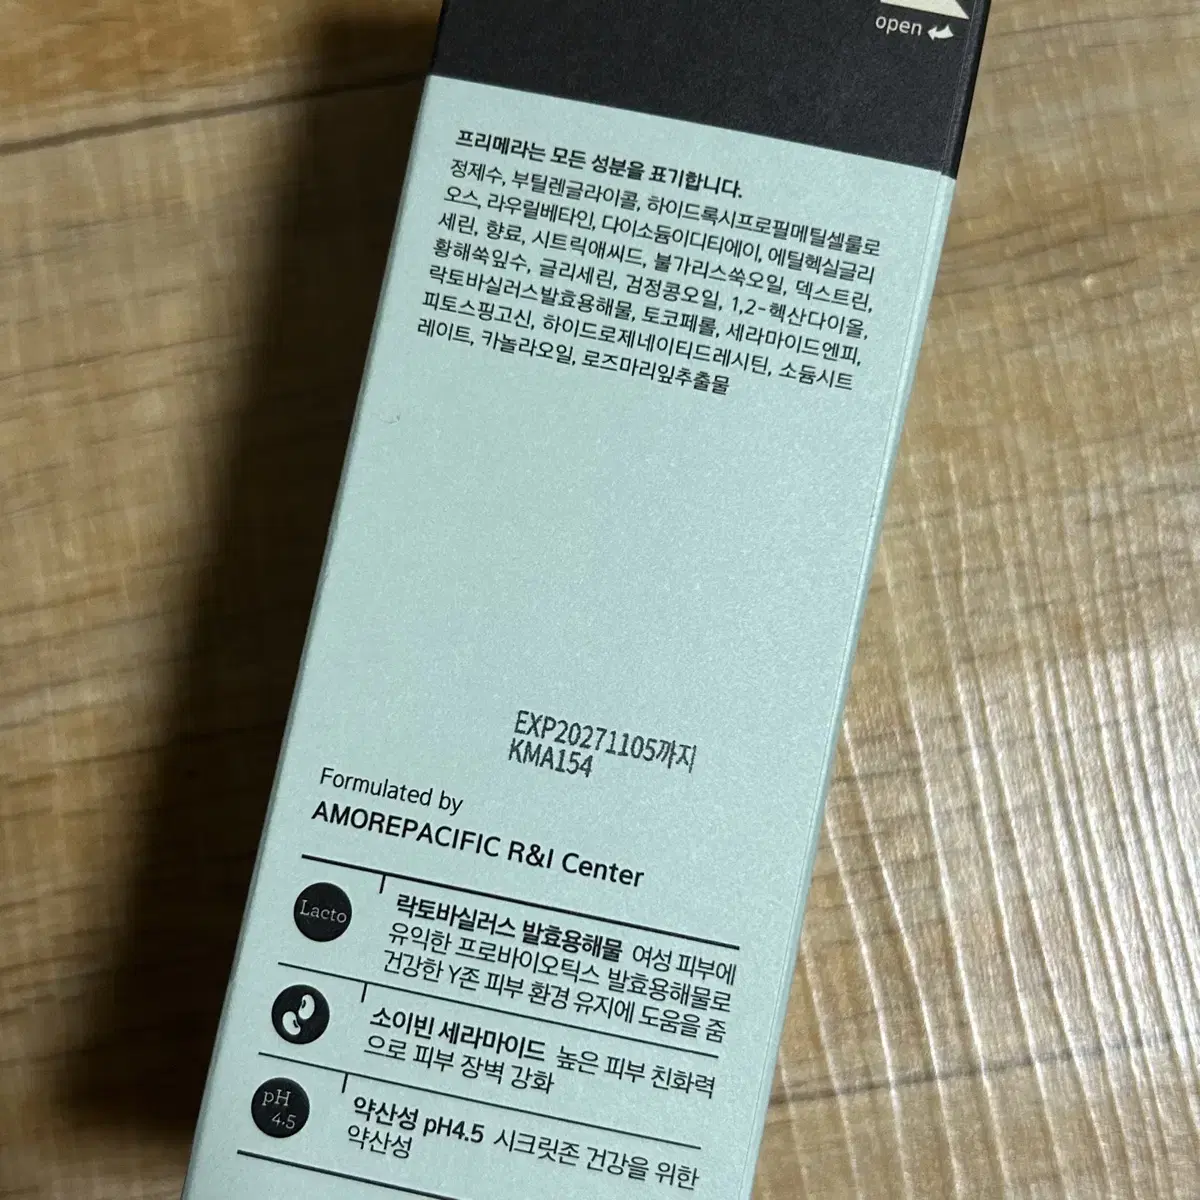 open
프리메라는 모든 성분을 표기합니다.
정제수, 부틸렌글라이콜, 하이드록시프로필메틸셀룰로
오스, 라우릴베타인, 다이소듐이디티에이, 에틸헥실글리
세린, 향료, 시트릭애씨드, 불가리스쑥오일, 덱스트린,
황해쑥잎수, 글리세린, 검정콩오일, 1,2-헥산다이올,
락토바실러스발효용해물, 토코페롤, 세라마이드엔피,
피토스핑고신, 하이드로제네이티드레시틴, 소듐시트
레이트, 카놀라오일, 로즈마리잎추출물
EXP20271105까지
KMA154
Formulated by
AMOREPACIFIC R&I Center
Lacto
락토바실러스 발효용해물 여성 피부에
유익한 프로바이오틱스 발효용해물로
건강한 Y존 피부 환경 유지에 도움을 줌
소이빈 세라마이드 높은 피부 친화력
으로 피부 장벽 강화
pH
4.5
약산성 pH4.5 시크릿존 건강을 위한
약산성